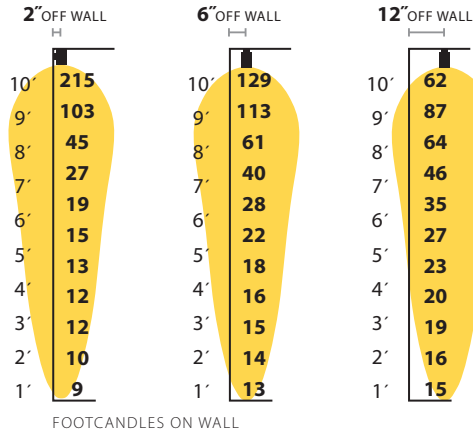 2″ OFF WALL 6″ OFF WALL 12″ OFF WALL
10′ 215 10′ 129 10′ 62
9′ 103 9′ 113 9′ 87
8′ 45 8′ 61 8′ 64
7′ 27 7′ 40 7′ 46
6′ 19 6′ 28 6′ 35
5′ 15 5′ 22 5′ 27
4′ 13 4′ 18 4′ 23
12 16 20
3′ 12 3′ 15 3′ 19
2′ 10 2′ 14 2′ 16
1′ 9 1′ 13 1′ 15
FOOTCANDLES ON WALL